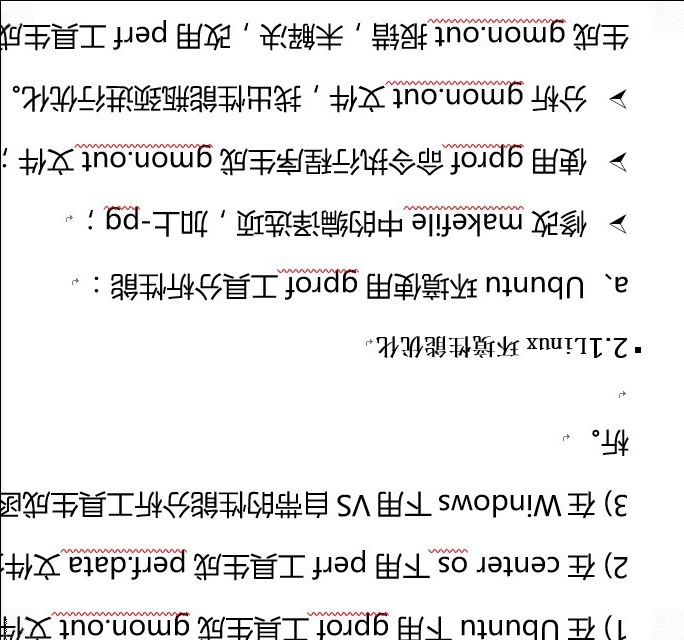 1) 在 Ubuntu 下用 gprof 工具生成 gmon.out 文件
2) 在 center os 下用 perf 工具生成 perf.data 文件
3) 在 Windows 下用 VS 自带的性能分析工具生成函
析。
▪ 2.1Linux 环境性能优化
a、Ubuntu 环境使用 gprof 工具分析性能：
➢ 修改 makefile 中的编译选项，加上-pg；
➢ 使用 gprof 命令执行程序生成 gmon.out 文件；
➢ 分析 gmon.out 文件，找出性能瓶颈进行优化。
生成 gmon.out 报错，未解决，改用 perf 工具生成